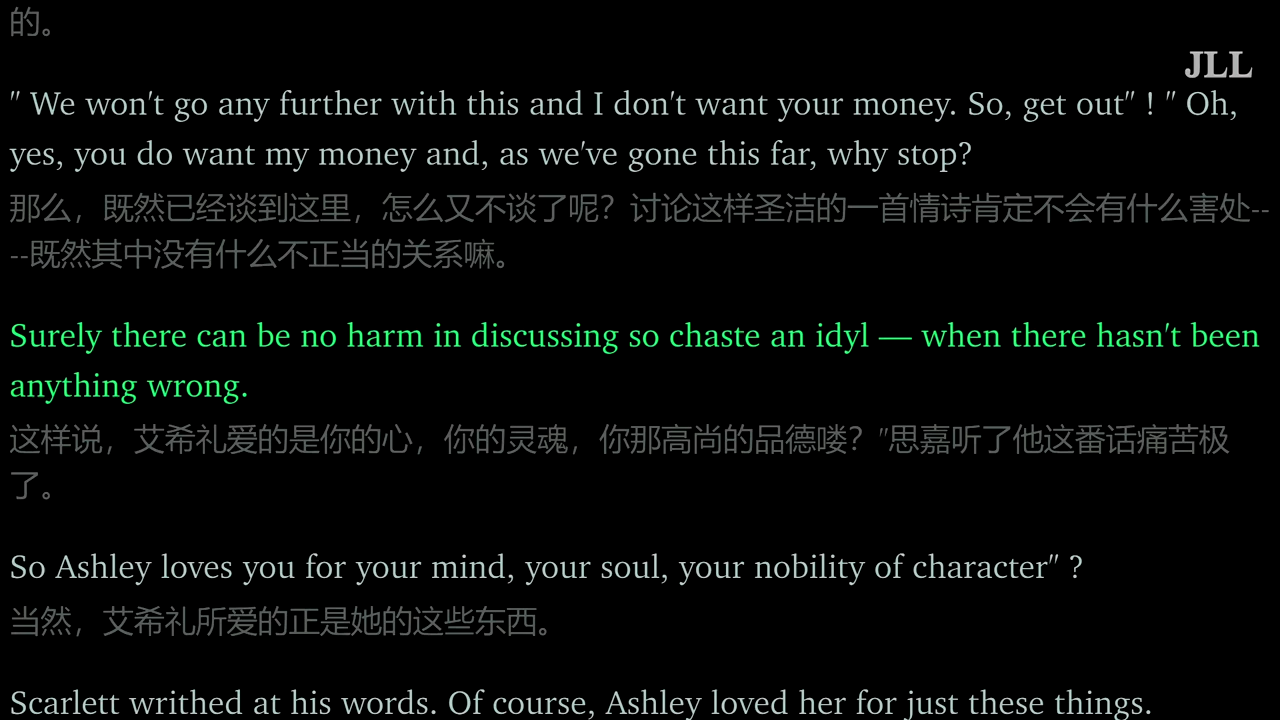 的。
JLL
" We won't go any further with this and I don't want your money. So, get out" ! " Oh,
yes, you do want my money and, as we've gone this far, why stop?
那么，既然已经谈到这里，怎么又不谈了呢？讨论这样圣洁的一首情诗肯定不会有什么害处--
--既然其中没有什么不正当的关系嘛。
Surely there can be no harm in discussing so chaste an idyl — when there hasn't been
anything wrong.
这样说，艾希礼爱的是你的心，你的灵魂，你那高尚的品德喽？"思嘉听了他这番话痛苦极
了。
So Ashley loves you for your mind, your soul, your nobility of character" ?
当然，艾希礼所爱的正是她的这些东西。
Scarlett writhed at his words. Of course, Ashley loved her for just these things.